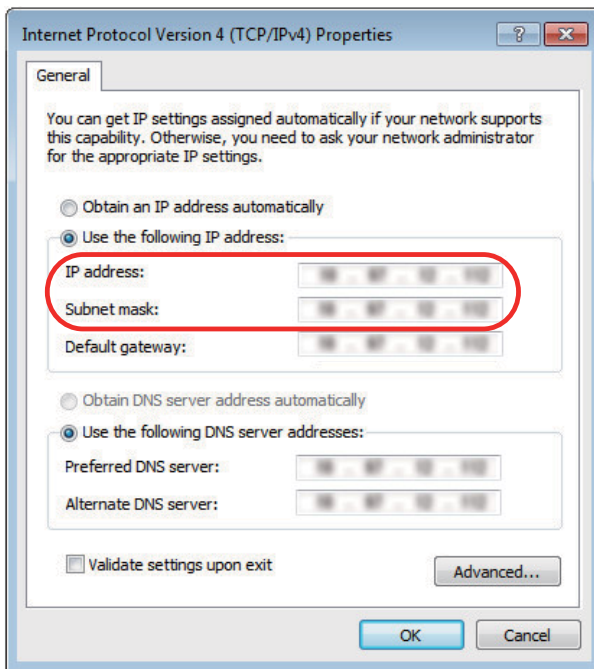 Internet Protocol Version 4 (TCP/IPv4) Properties
General
You can get IP settings assigned automatically if your network supports
this capability. Otherwise, you need to ask your network administrator
for the appropriate IP settings.
Obtain an IP address automatically
Use the following IP address:
IP address:
Subnet mask:
Default gateway:
Obtain DNS server address automatically
Use the following DNS server addresses:
Preferred DNS server:
Alternate DNS server:
Validate settings upon exit
Advanced...
OK
Cancel